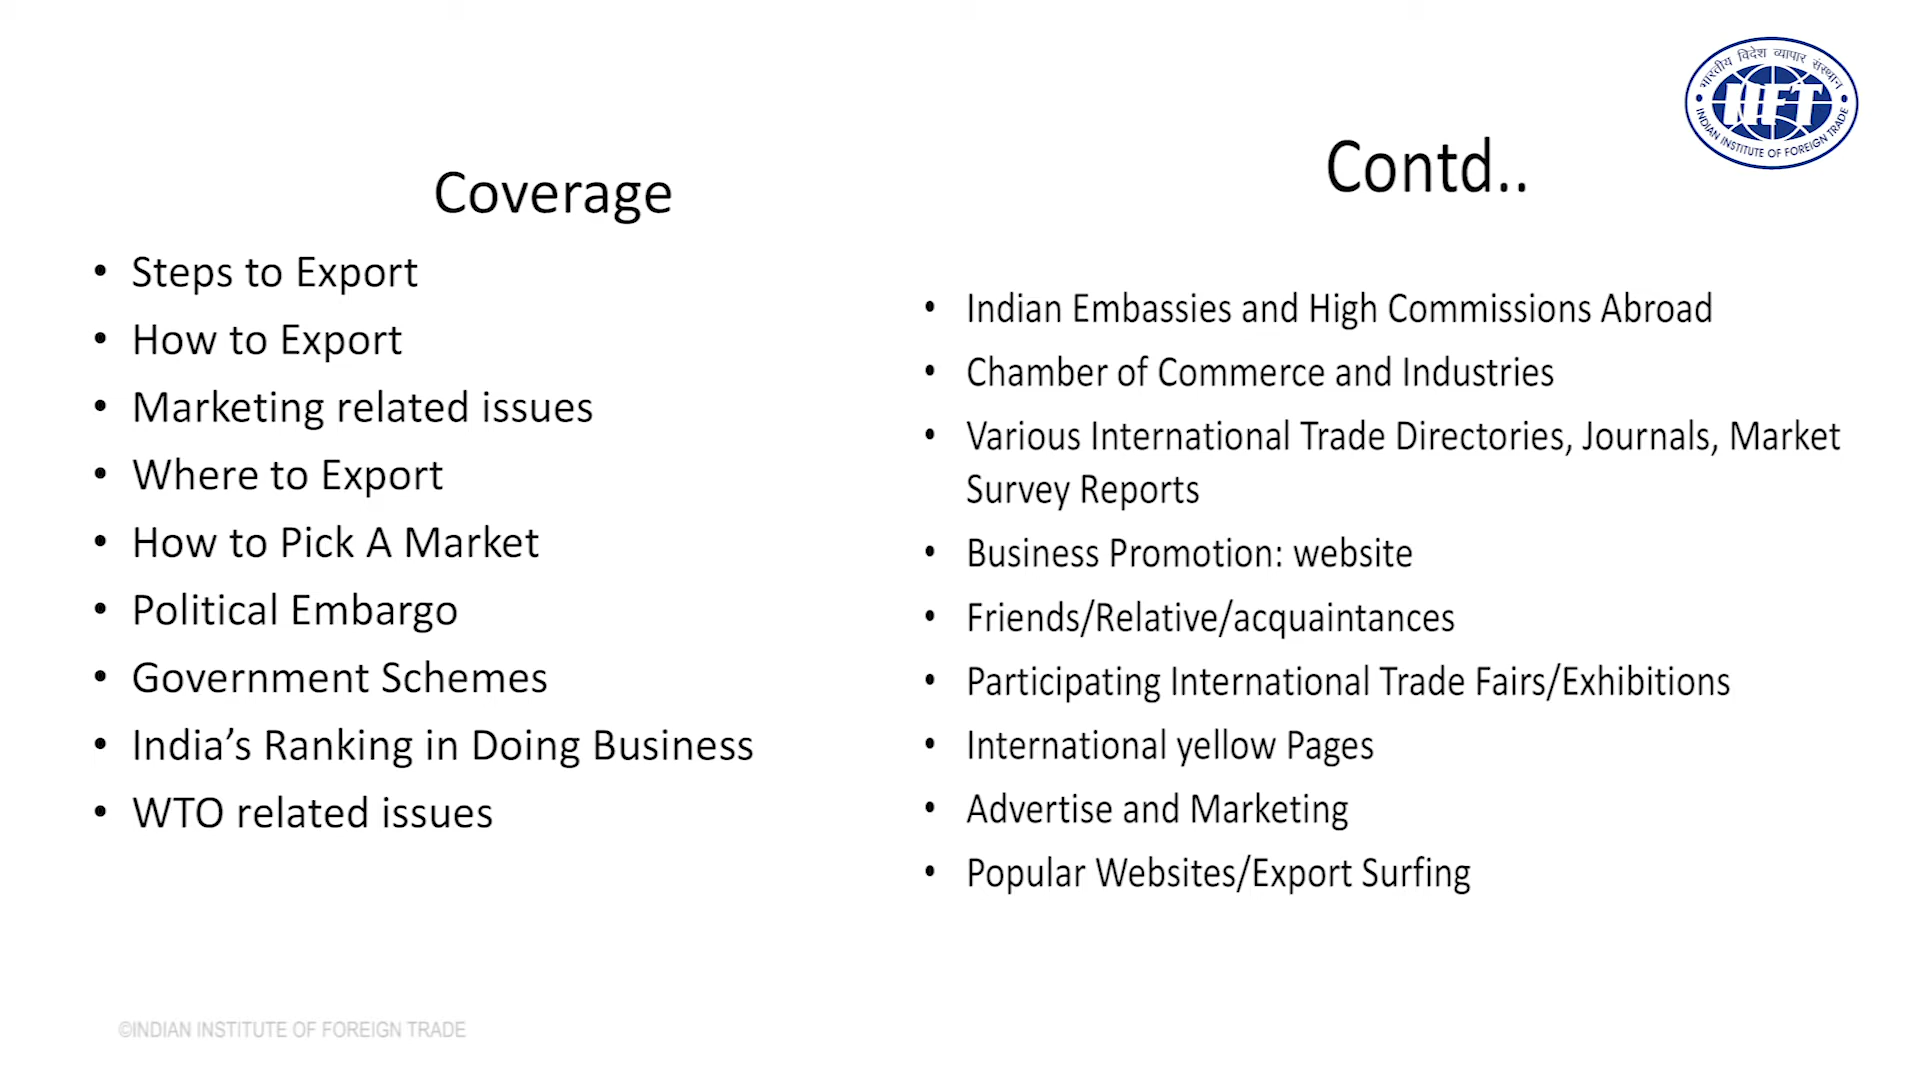 Coverage
• Steps to Export
• How to Export
• Marketing related issues
• Where to Export
• How to Pick A Market
• Political Embargo
• Government Schemes
• India’s Ranking in Doing Business
• WTO related issues
Contd..
• Indian Embassies and High Commissions Abroad
• Chamber of Commerce and Industries
• Various International Trade Directories, Journals, Market
Survey Reports
• Business Promotion: website
• Friends/Relative/acquaintances
• Participating International Trade Fairs/Exhibitions
• International yellow Pages
• Advertise and Marketing
• Popular Websites/Export Surfing
भारतीय विदेश व्यापार संस्थान
IIFT
INDIAN INSTITUTE OF FOREIGN TRADE
©INDIAN INSTITUTE OF FOREIGN TRADE